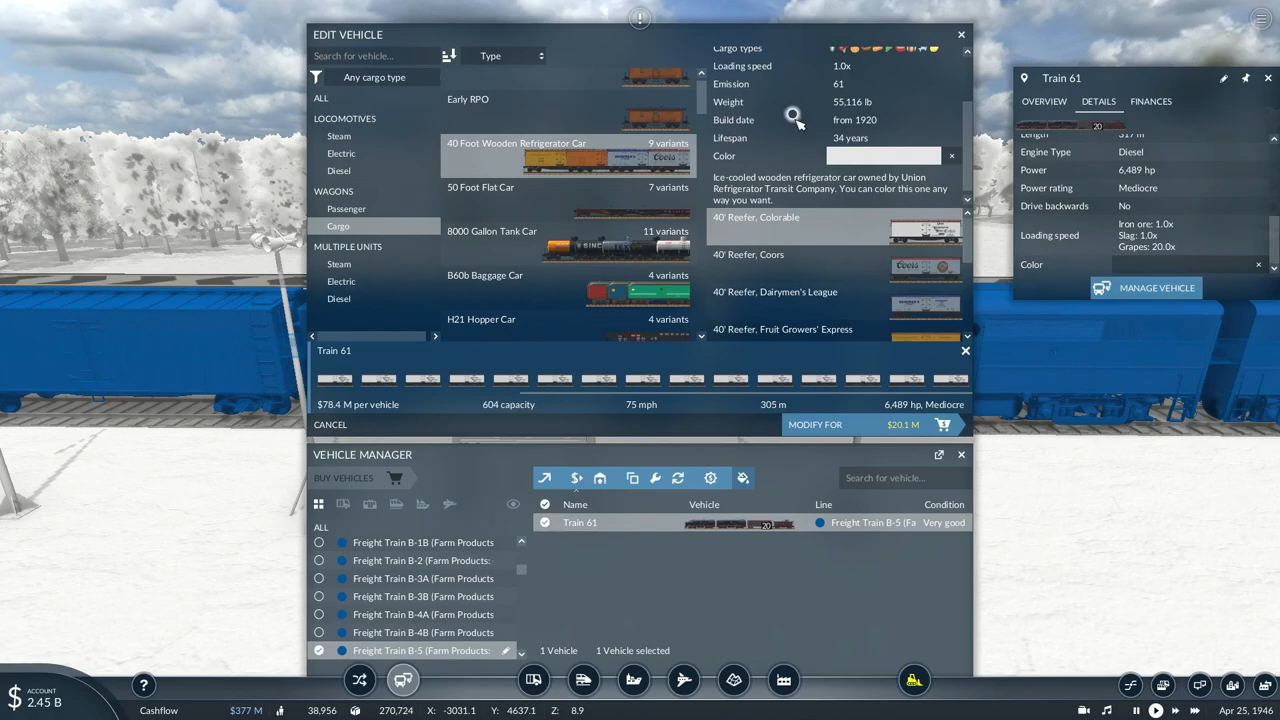 EDIT VEHICLE
Search for vehicle...
Type
Any cargo type
ALL
LOCOMOTIVES
Steam
Electric
Diesel
WAGONS
Passenger
Cargo
MULTIPLE UNITS
Steam
Electric
Diesel
Early RPO
40 Foot Wooden Refrigerator Car 9 variants
50 Foot Flat Car 7 variants
8000 Gallon Tank Car 11 variants
B60b Baggage Car 4 variants
H21 Hopper Car 4 variants
Cargo types
Loading speed 1.0x
Emission 61
Weight 55,116 lb
Build date from 1920
Lifespan 34 years
Color
Ice-cooled wooden refrigerator car owned by Union
Refrigerator Transit Company. You can color this one any
way you want.
40' Reefer, Colorable
40' Reefer, Coors
40' Reefer, Dairymen's League
40' Reefer, Fruit Growers' Express
Train 61
$78.4 M per vehicle 604 capacity 75 mph 305 m 6,489 hp, Mediocre
CANCEL
MODIFY FOR $20.1 M
VEHICLE MANAGER
BUY VEHICLES
Search for vehicle...
ALL
Freight Train B-1B (Farm Products
Freight Train B-2 (Farm Products:
Freight Train B-3A (Farm Products
Freight Train B-3B (Farm Products
Freight Train B-4A (Farm Products
Freight Train B-4B (Farm Products
Freight Train B-5 (Farm Products:
Name Vehicle Line Condition
Train 61 20 Freight Train B-5 (Fa Very good
1 Vehicle 1 Vehicle selected
Train 61
OVERVIEW DETAILS FINANCES
20
Length 317 m
Engine Type Diesel
Power 6,489 hp
Power rating Mediocre
Drive backwards No
Loading speed
Iron ore: 1.0x
Slag: 1.0x
Grapes: 20.0x
Color
MANAGE VEHICLE
ACCOUNT
2.45 B
Cashflow $377 M 38,956 270,724 X: -3031.1 Y: 4637.1 Z: 8.9
Apr 25, 1946